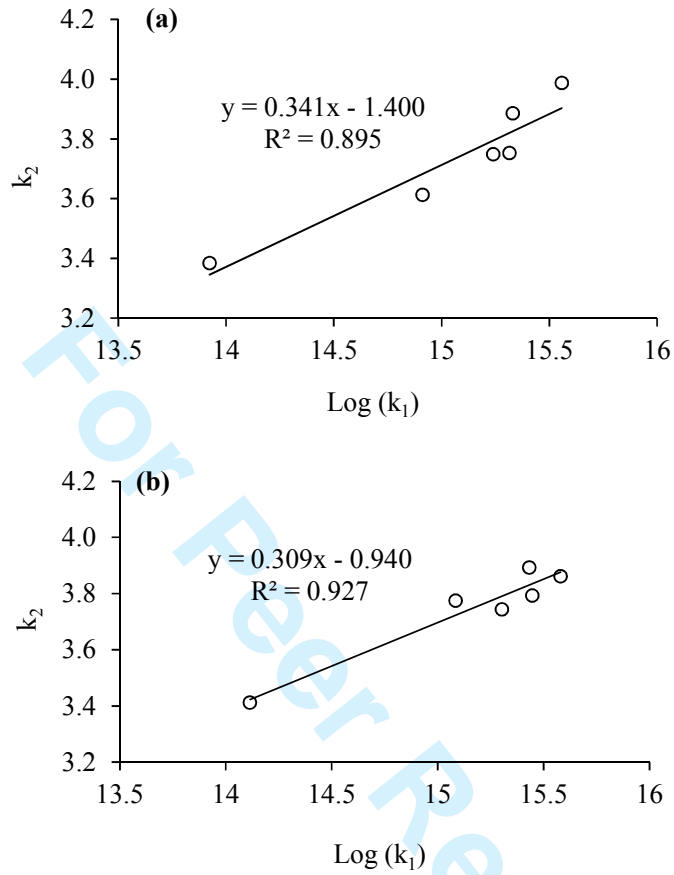 (a)
4.2
4.0
3.8
3.6
3.4
3.2
k₂
y = 0.341x - 1.400
R² = 0.895
13.5 14 14.5 15 15.5 16
Log (k₁)
(b)
4.2
4.0
3.8
3.6
3.4
3.2
k₂
y = 0.309x - 0.940
R² = 0.927
13.5 14 14.5 15 15.5 16
Log (k₁)
For Peer Re